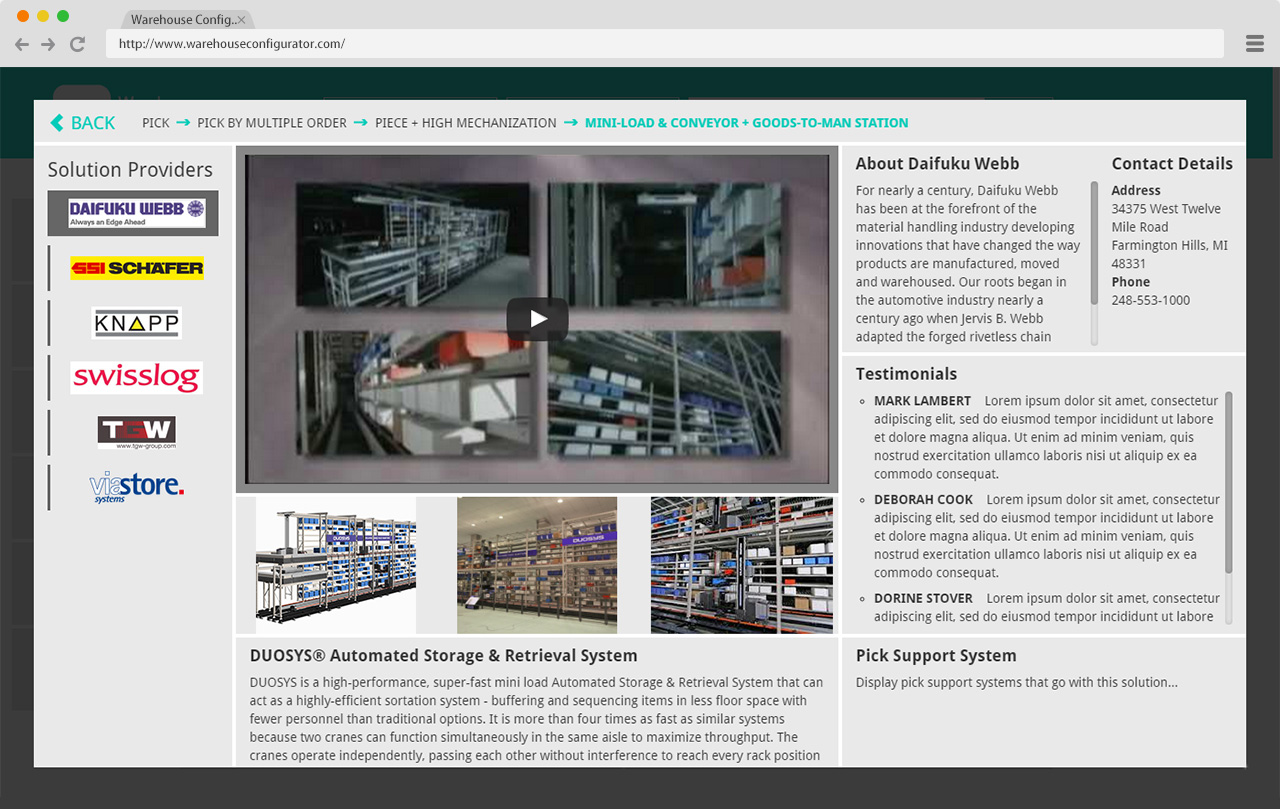 Warehouse Config..
http://www.warehouseconfigurator.com/
BACK
PICK → PICK BY MULTIPLE ORDER → PIECE + HIGH MECHANIZATION → MINI-LOAD & CONVEYOR + GOODS-TO-MAN STATION
Solution Providers
DAIFUKU WEBB
Always an Edge Ahead
SSI SCHÄFER
KNAPP
swisslog
TGW
www.tgw-group.com
viastore.
systems
DUOSYS
DUOSYS
DUOSYS® Automated Storage & Retrieval System
DUOSYS is a high-performance, super-fast mini load Automated Storage & Retrieval System that can
act as a highly-efficient sortation system - buffering and sequencing items in less floor space with
fewer personnel than traditional options. It is more than four times as fast as similar systems
because two cranes can function simultaneously in the same aisle to maximize throughput. The
cranes operate independently, passing each other without interference to reach every rack position
About Daifuku Webb
For nearly a century, Daifuku Webb
has been at the forefront of the
material handling industry developing
innovations that have changed the way
products are manufactured, moved
and warehoused. Our roots began in
the automotive industry nearly a
century ago when Jervis B. Webb
adapted the forged rivetless chain
Contact Details
Address
34375 West Twelve
Mile Road
Farmington Hills, MI
48331
Phone
248-553-1000
Testimonials
MARK LAMBERT Lorem ipsum dolor sit amet, consectetur
adipiscing elit, sed do eiusmod tempor incididunt ut labore
et dolore magna aliqua. Ut enim ad minim veniam, quis
nostrud exercitation ullamco laboris nisi ut aliquip ex ea
commodo consequat.
DEBORAH COOK Lorem ipsum dolor sit amet, consectetur
adipiscing elit, sed do eiusmod tempor incididunt ut labore
et dolore magna aliqua. Ut enim ad minim veniam, quis
nostrud exercitation ullamco laboris nisi ut aliquip ex ea
commodo consequat.
DORINE STOVER Lorem ipsum dolor sit amet, consectetur
adipiscing elit, sed do eiusmod tempor incididunt ut labore
Pick Support System
Display pick support systems that go with this solution...